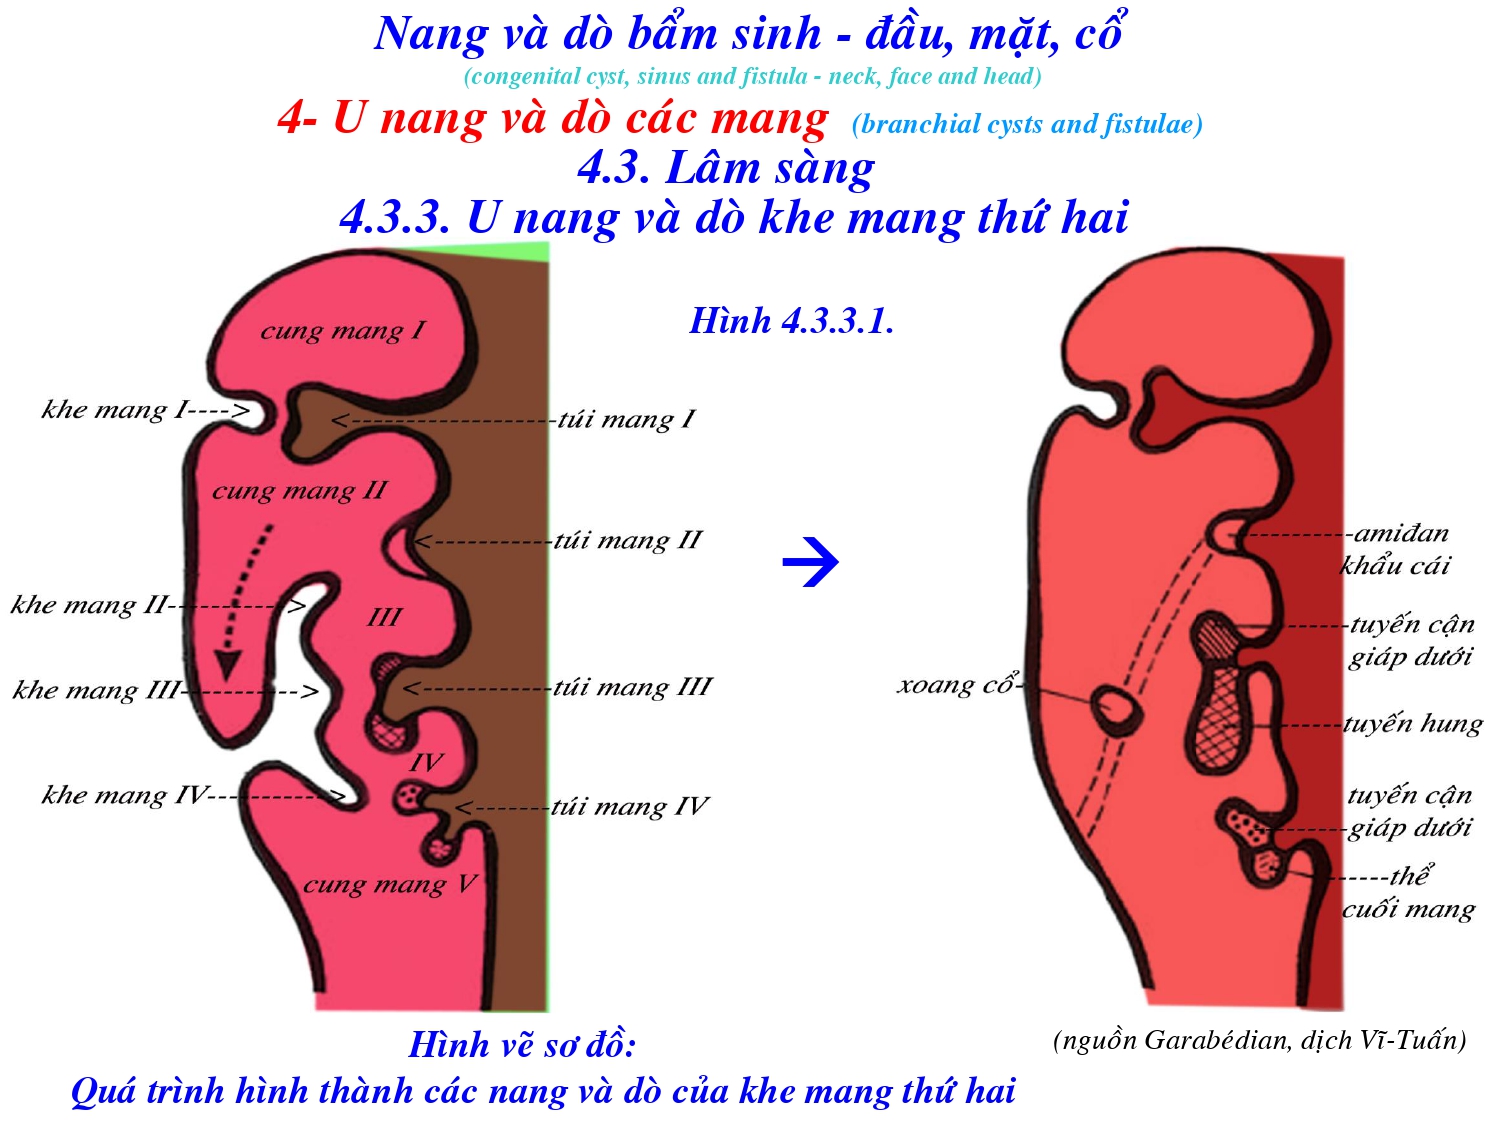 Nang và dò bẩm sinh - đầu, mặt, cổ
(congenital cyst, sinus and fistula - neck, face and head)
4- U nang và dò các mang (branchial cysts and fistulae)
4.3. Lâm sàng
4.3.3. U nang và dò khe mang thứ hai
Hình 4.3.3.1.
cung mang I
khe mang I---->
<-------------------túi mang I
cung mang II
<-----------túi mang II
khe mang II------------>
III
khe mang III------------>
<-------------túi mang III
IV
khe mang IV------------>
<-------túi mang IV
cung mang V
→
-----------amiđan
khẩu cái
-------tuyến cận
giáp dưới
xoang cổ-
-------tuyến hung
tuyến cận
--------giáp dưới
------thể
cuối mang
Hình vẽ sơ đồ:
Quá trình hình thành các nang và dò của khe mang thứ hai
(nguồn Garabédian, dịch Vĩ-Tuấn)